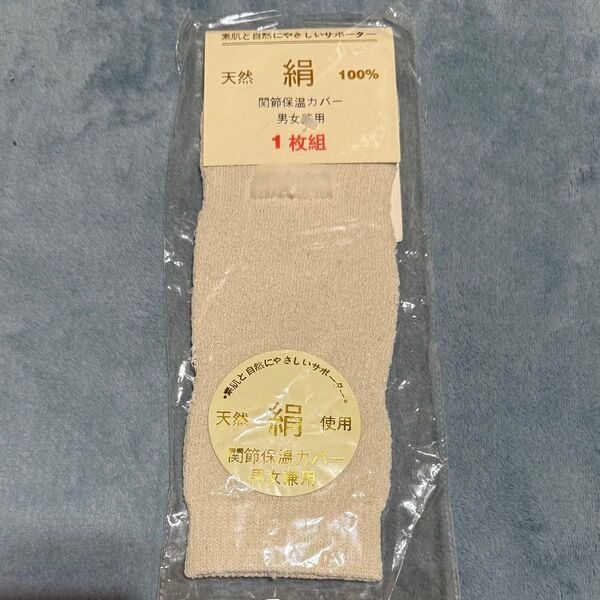 素肌と自然にやさしいサポーター
天然 絹 100%
関節保温カバー
男女兼用
1枚組
•素肌と自然にやさしいサポーター。
天然 絹 使用
関節保温カバー
男女兼用